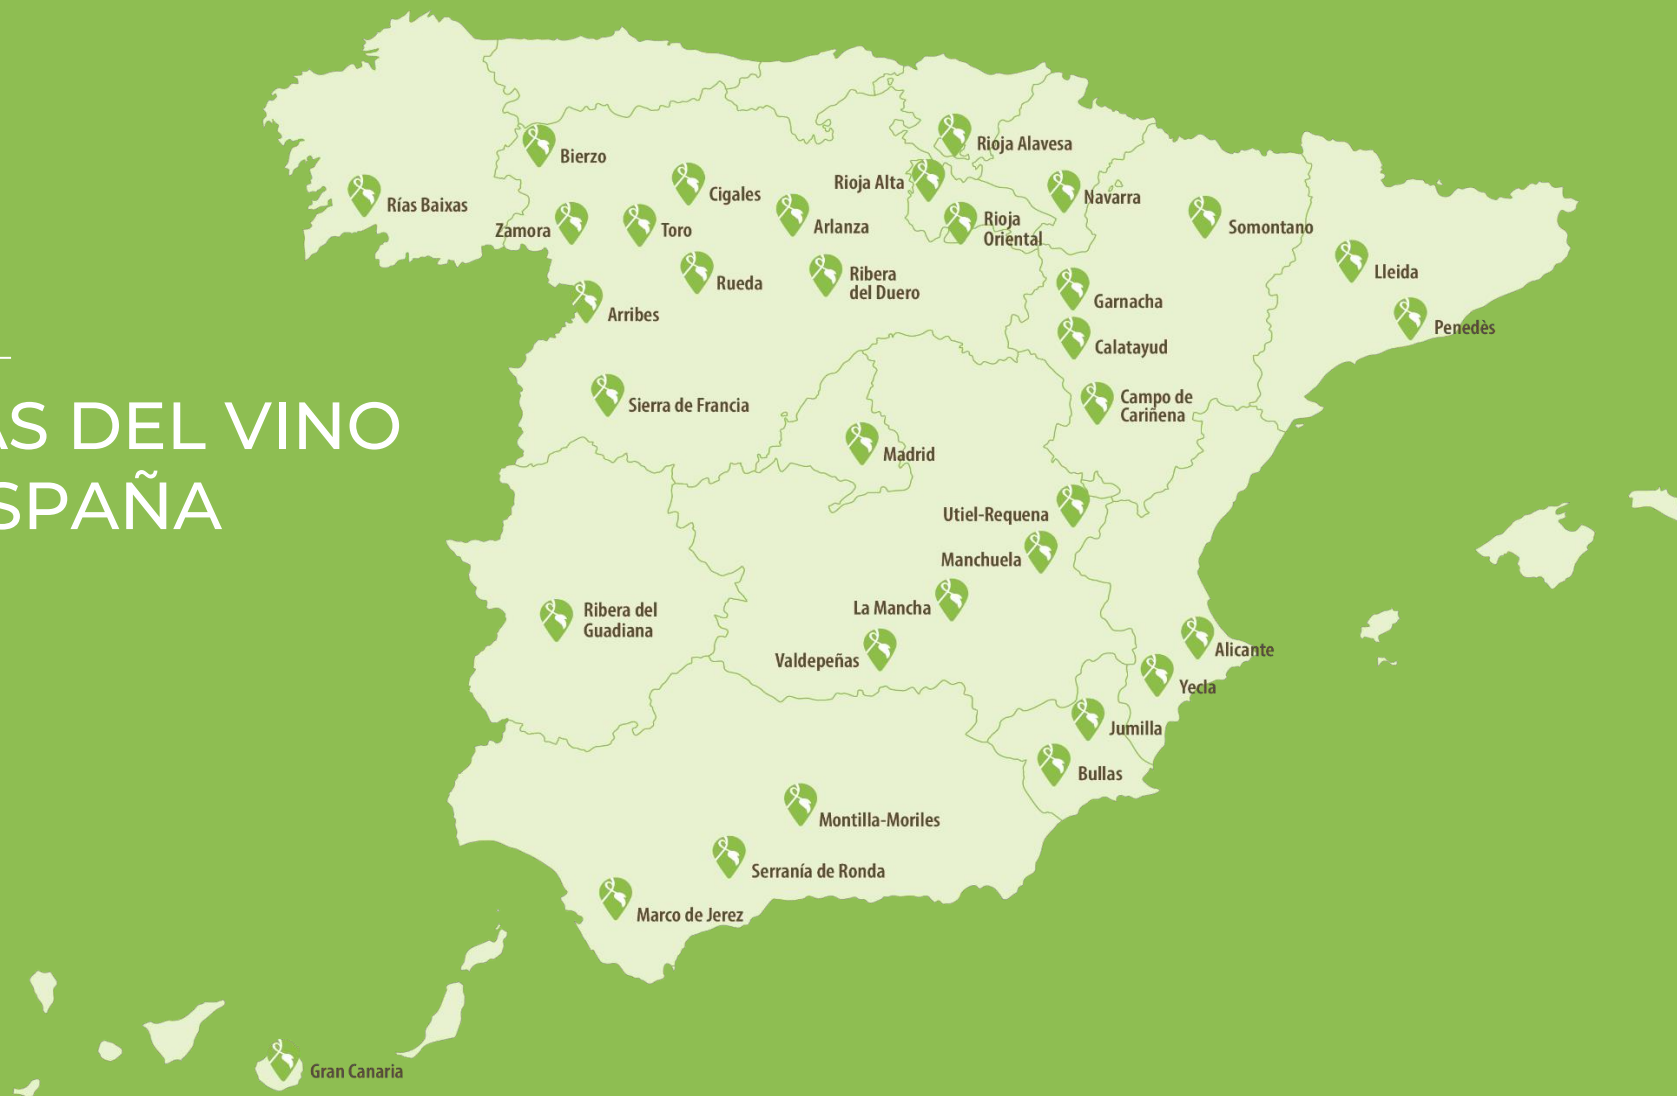 AS DEL VINO
SPAÑA
Rioja Alavesa
Bierzo
Rioja Alta
Cigales
Navarra
Rías Baixas
Rioja
Oriental
Somontano
Zamora
Toro
Arlanza
Lleida
Rueda
Ribera
del Duero
Garnacha
Arribes
Penedès
Calatayud
Campo de
Cariñena
Sierra de Francia
Madrid
Utiel-Requena
Manchuela
La Mancha
Ribera del
Guadiana
Alicante
Valdepeñas
Yecla
Jumilla
Bullas
Montilla-Moriles
Serranía de Ronda
Marco de Jerez
Gran Canaria